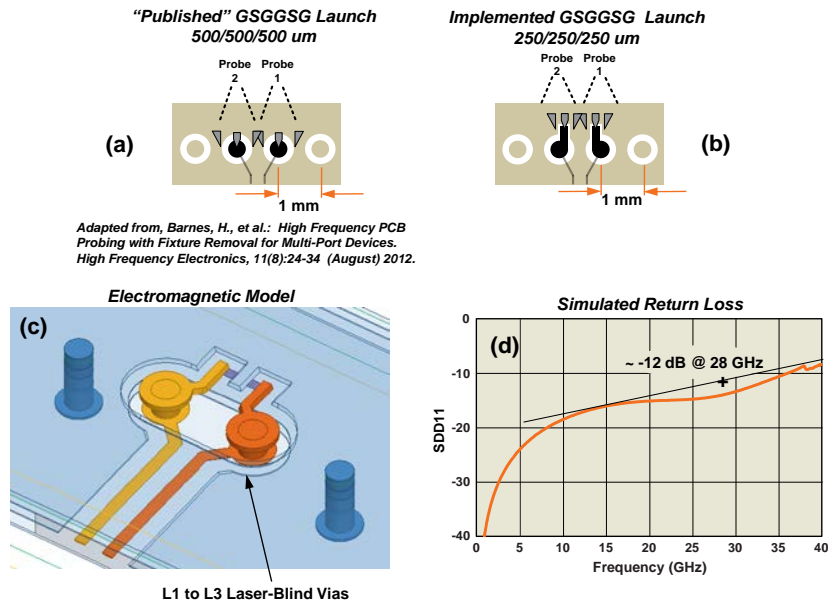 “Published” GSGGSG Launch
500/500/500 um
Probe
2
Probe
1
(a)
1 mm
Implemented GSGGSG Launch
250/250/250 um
Probe
2
Probe
1
(b)
1 mm
Adapted from, Barnes, H., et al.: High Frequency PCB
Probing with Fixture Removal for Multi-Port Devices.
High Frequency Electronics, 11(8):24-34 (August) 2012.
Electromagnetic Model
(c)
L1 to L3 Laser-Blind Vias
Simulated Return Loss
(d)
~ -12 dB @ 28 GHz
SDD11
0
-10
-20
-30
-40
0
5
10
15
20
25
30
35
40
Frequency (GHz)